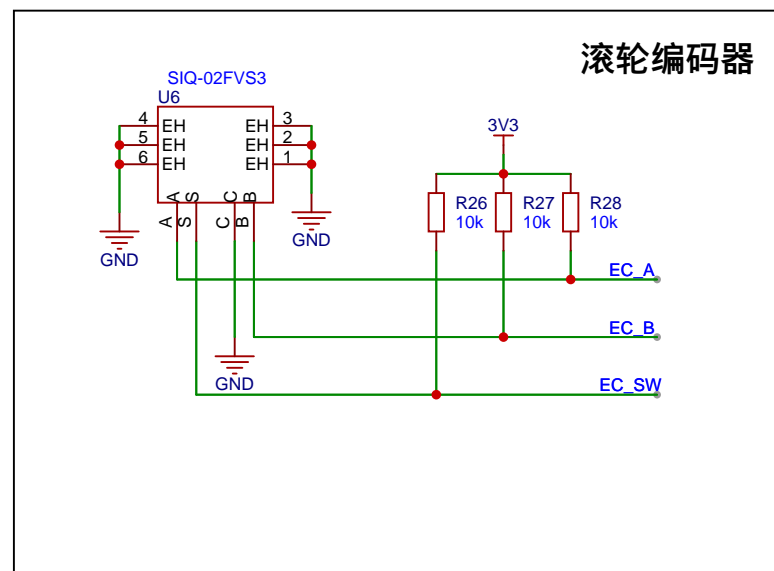 滚轮编码器
SIQ-02FVS3
U6
4 EH EH 3
5 EH EH 2
6 EH EH 1
A S C B
A S C B
GND
GND
GND
3V3
R26
10k
R27
10k
R28
10k
EC_A
EC_B
EC_SW